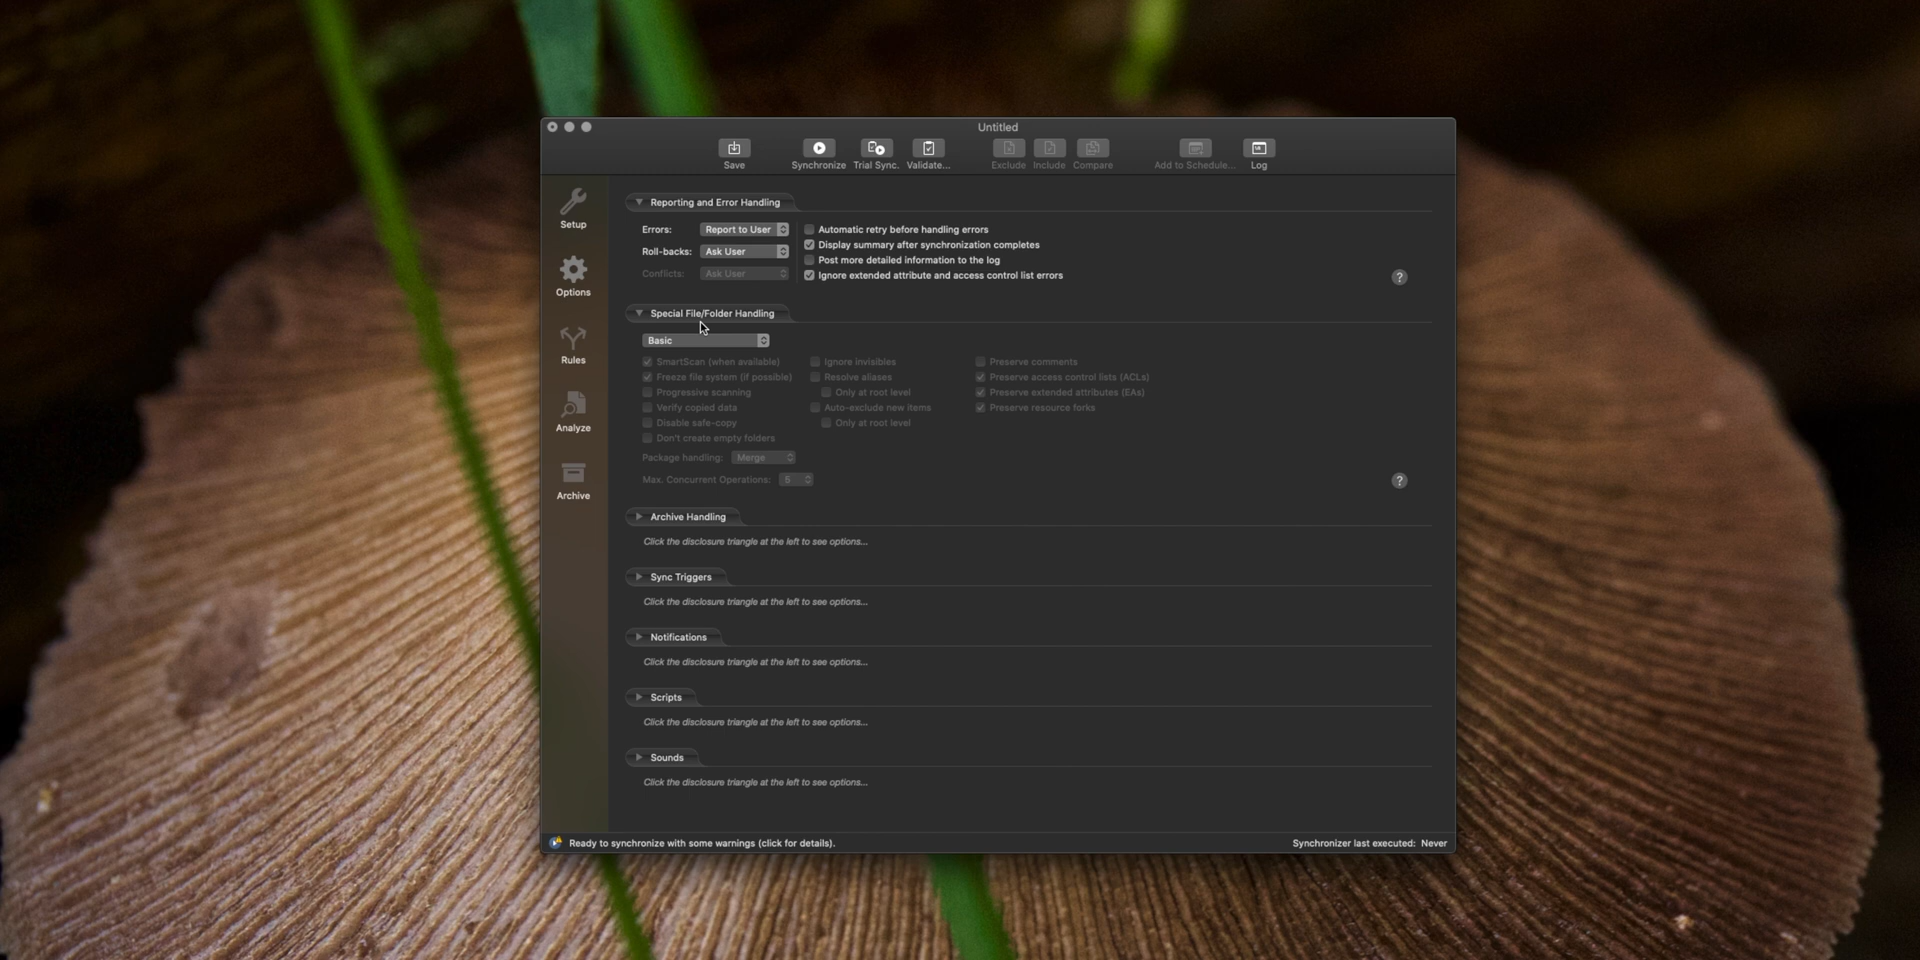 Untitled
Save
Synchronize
Trial Sync.
Validate...
Exclude
Include
Compare
Add to Schedule...
Log
Setup
Options
Rules
Analyze
Archive
Reporting and Error Handling
Errors: Report to User
Roll-backs: Ask User
Conflicts: Ask User
Automatic retry before handling errors
Display summary after synchronization completes
Post more detailed information to the log
Ignore extended attribute and access control list errors
?
Special File/Folder Handling
Basic
SmartScan (when available)
Freeze file system (if possible)
Progressive scanning
Verify copied data
Disable safe-copy
Don't create empty folders
Ignore invisibles
Resolve aliases
Only at root level
Auto-exclude new items
Only at root level
Preserve comments
Preserve access control lists (ACLs)
Preserve extended attributes (EAs)
Preserve resource forks
Package handling: Merge
Max. Concurrent Operations: 5
?
Archive Handling
Click the disclosure triangle at the left to see options...
Sync Triggers
Click the disclosure triangle at the left to see options...
Notifications
Click the disclosure triangle at the left to see options...
Scripts
Click the disclosure triangle at the left to see options...
Sounds
Click the disclosure triangle at the left to see options...
Ready to synchronize with some warnings (click for details).
Synchronizer last executed: Never